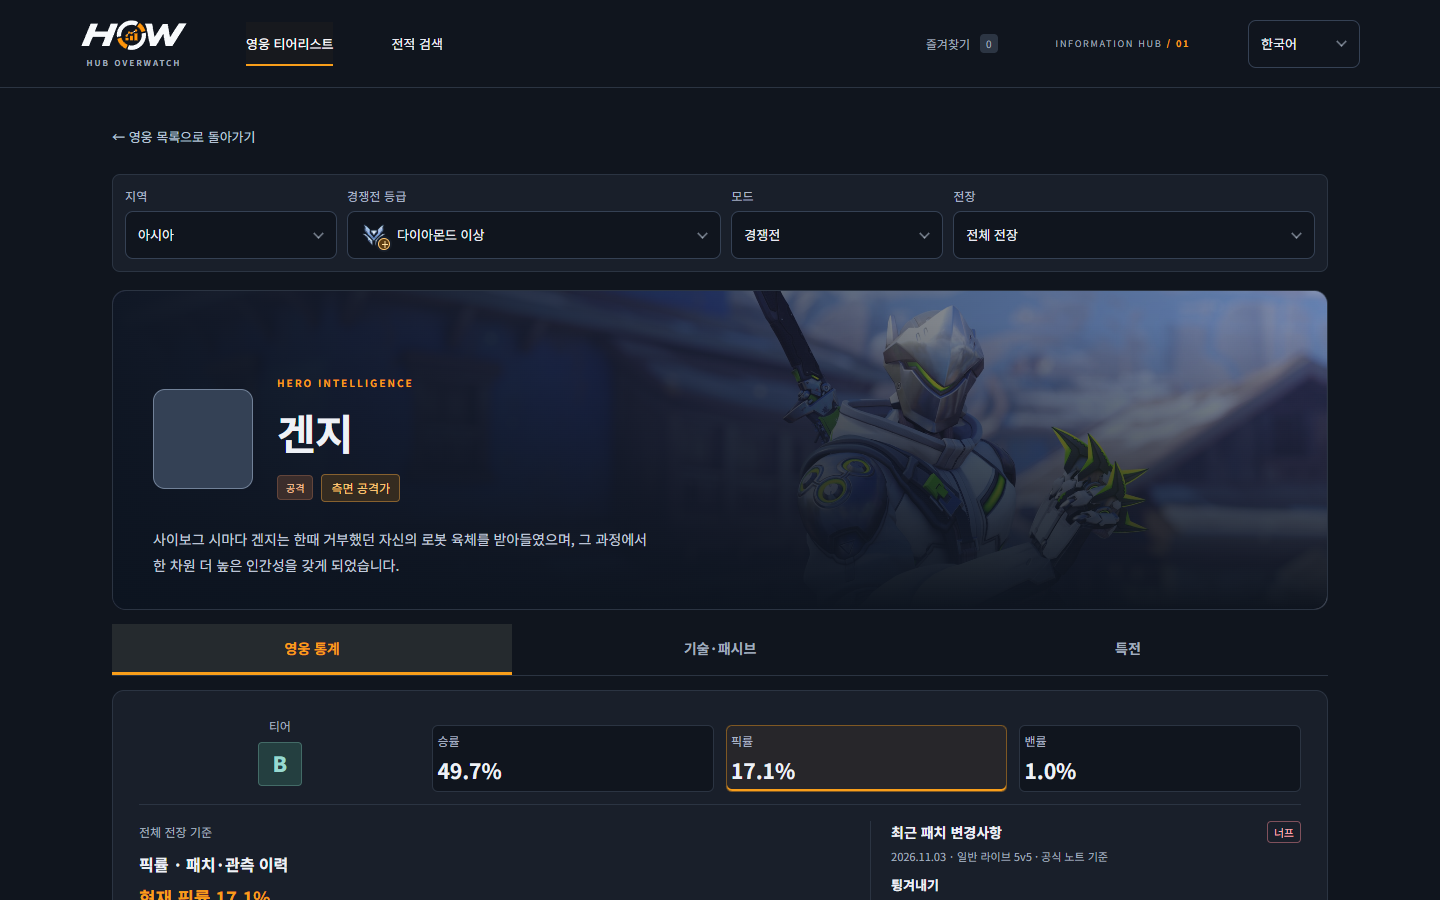 HOW
HUB OVERWATCH
영웅 티어리스트
전적 검색
즐겨찾기 0
INFORMATION HUB / 01
한국어
← 영웅 목록으로 돌아가기
지역
경쟁전 등급
모드
전장
아시아
다이아몬드 이상
경쟁전
전체 전장
HERO INTELLIGENCE
겐지
공격
측면 공격가
사이보그 시마다 겐지는 한때 거부했던 자신의 로봇 육체를 받아들였으며, 그 과정에서
한 차원 더 높은 인간성을 갖게 되었습니다.
영웅 통계
기술·패시브
특전
티어
B
승률
49.7%
픽률
17.1%
밴률
1.0%
전체 전장 기준
픽률 · 패치·관측 이력
현재 픽률 17.1%
최근 패치 변경사항
너프
2026.11.03 · 일반 라이브 5v5 · 공식 노트 기준
튕겨내기